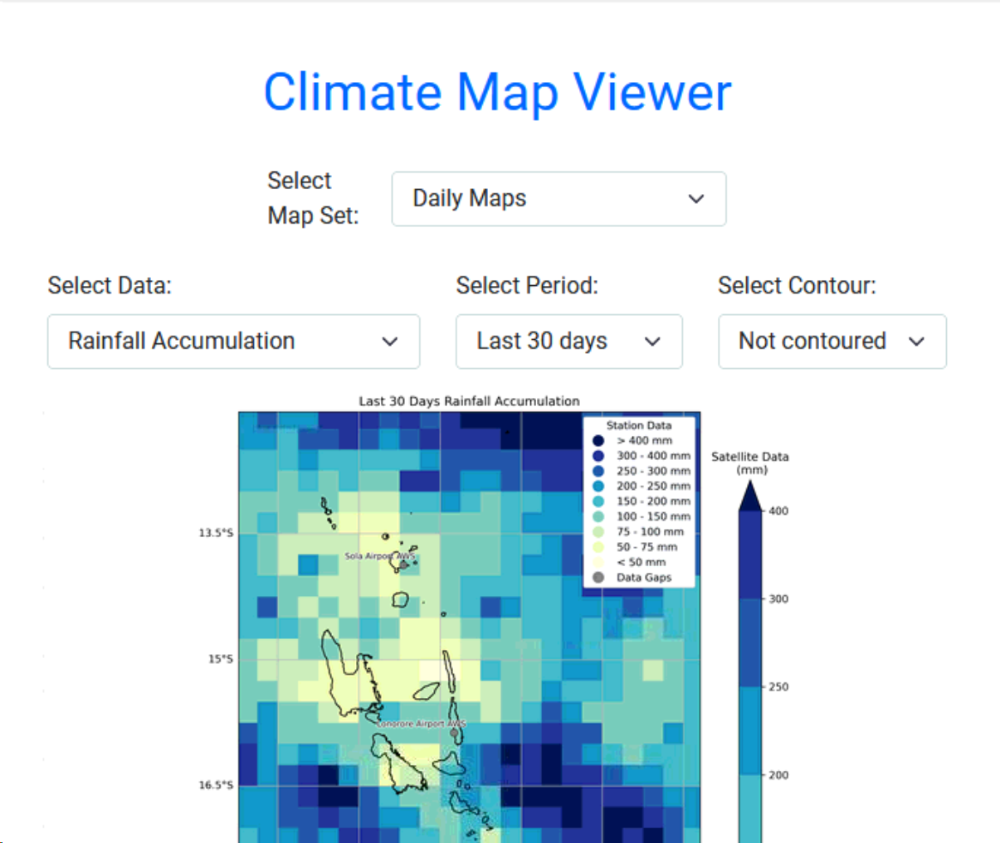 Climate Map Viewer
Select
Map Set:
Daily Maps
Select Data:
Select Period:
Select Contour:
Rainfall Accumulation
Last 30 days
Not contoured
Last 30 Days Rainfall Accumulation
Station Data
> 400 mm
300 - 400 mm
250 - 300 mm
200 - 250 mm
150 - 200 mm
100 - 150 mm
75 - 100 mm
50 - 75 mm
< 50 mm
Data Gaps
Satellite Data
(mm)
400
300
250
200
13.5°S
Sola Airport AWS
15°S
Lonorore Airport AWS
16.5°S